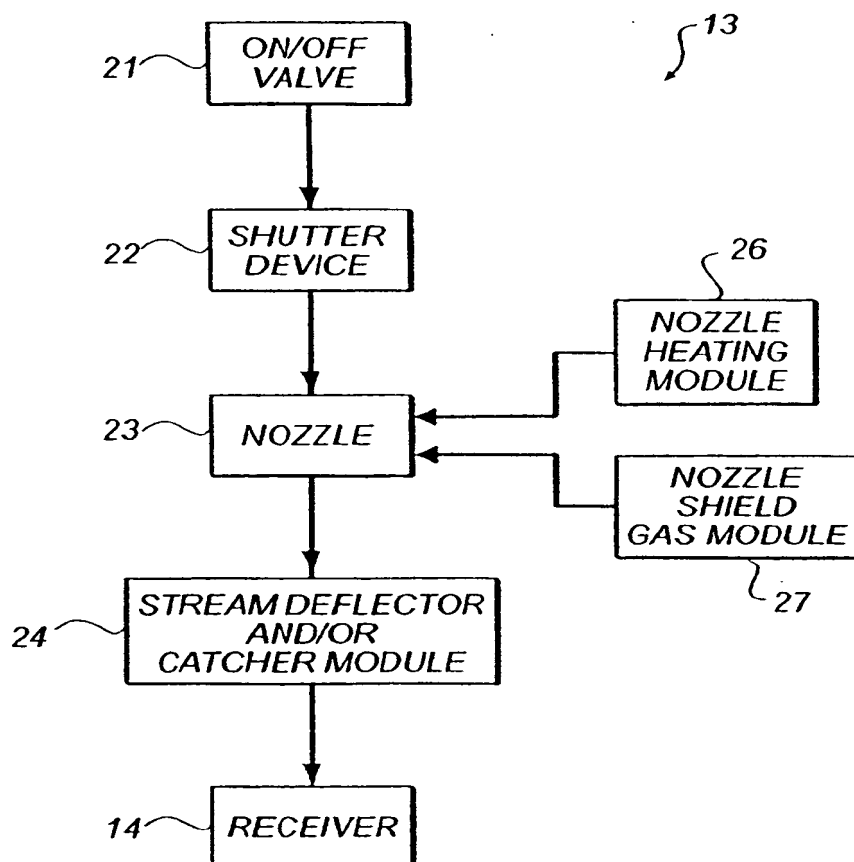 13
21
ON/OFF
VALVE
22
SHUTTER
DEVICE
26
NOZZLE
HEATING
MODULE
23
NOZZLE
NOZZLE
SHIELD
GAS MODULE
27
24
STREAM DEFLECTOR
AND/OR
CATCHER MODULE
14
RECEIVER